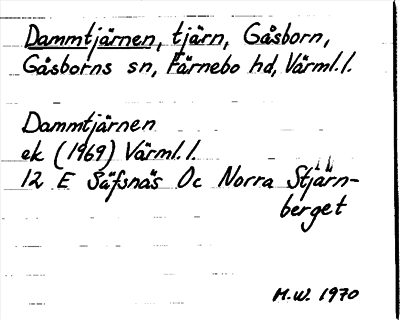 Dammtjärnen, tjärn, Gåsborn,
Gåsborns sn, Färnebo hd, Värml.l.
Dammtjärnen
ek (1969) Värml.l.
12 E Säfsnäs Oc Norra Stjärn-
berget
M.W. 1970